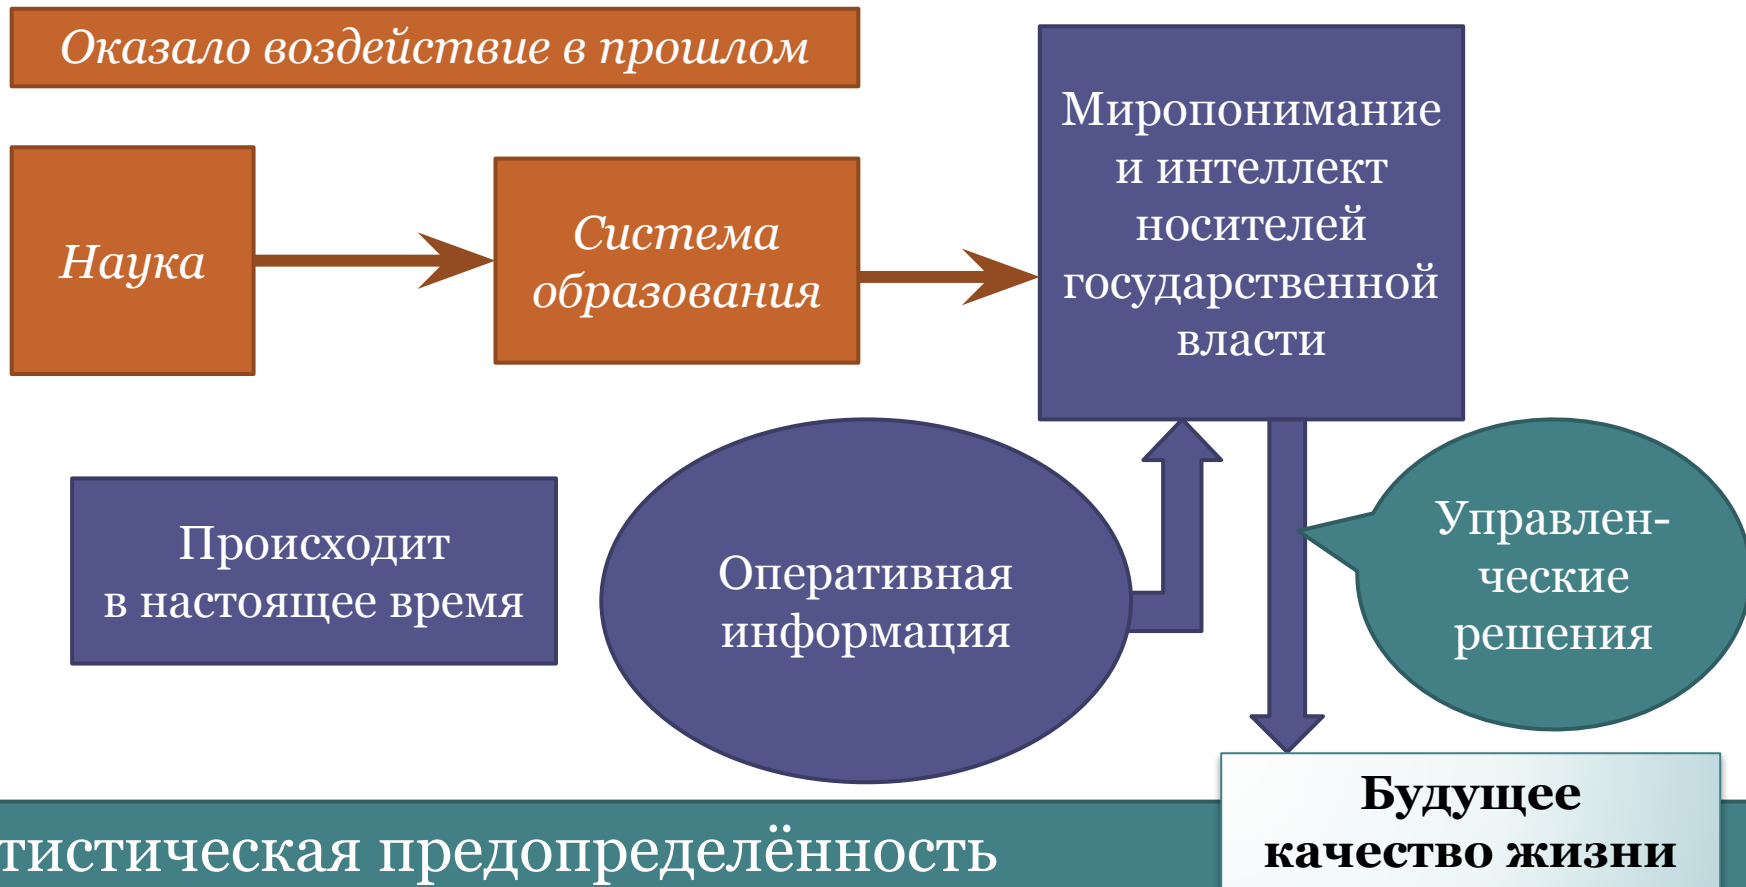 Оказало воздействие в прошлом
Наука
Система
образования
Миропонимание
и интеллект
носителей
государственной
власти
Происходит
в настоящее время
Оперативная
информация
Управлен-
ческие
решения
Будущее
качество жизни
тистическая предопределённость